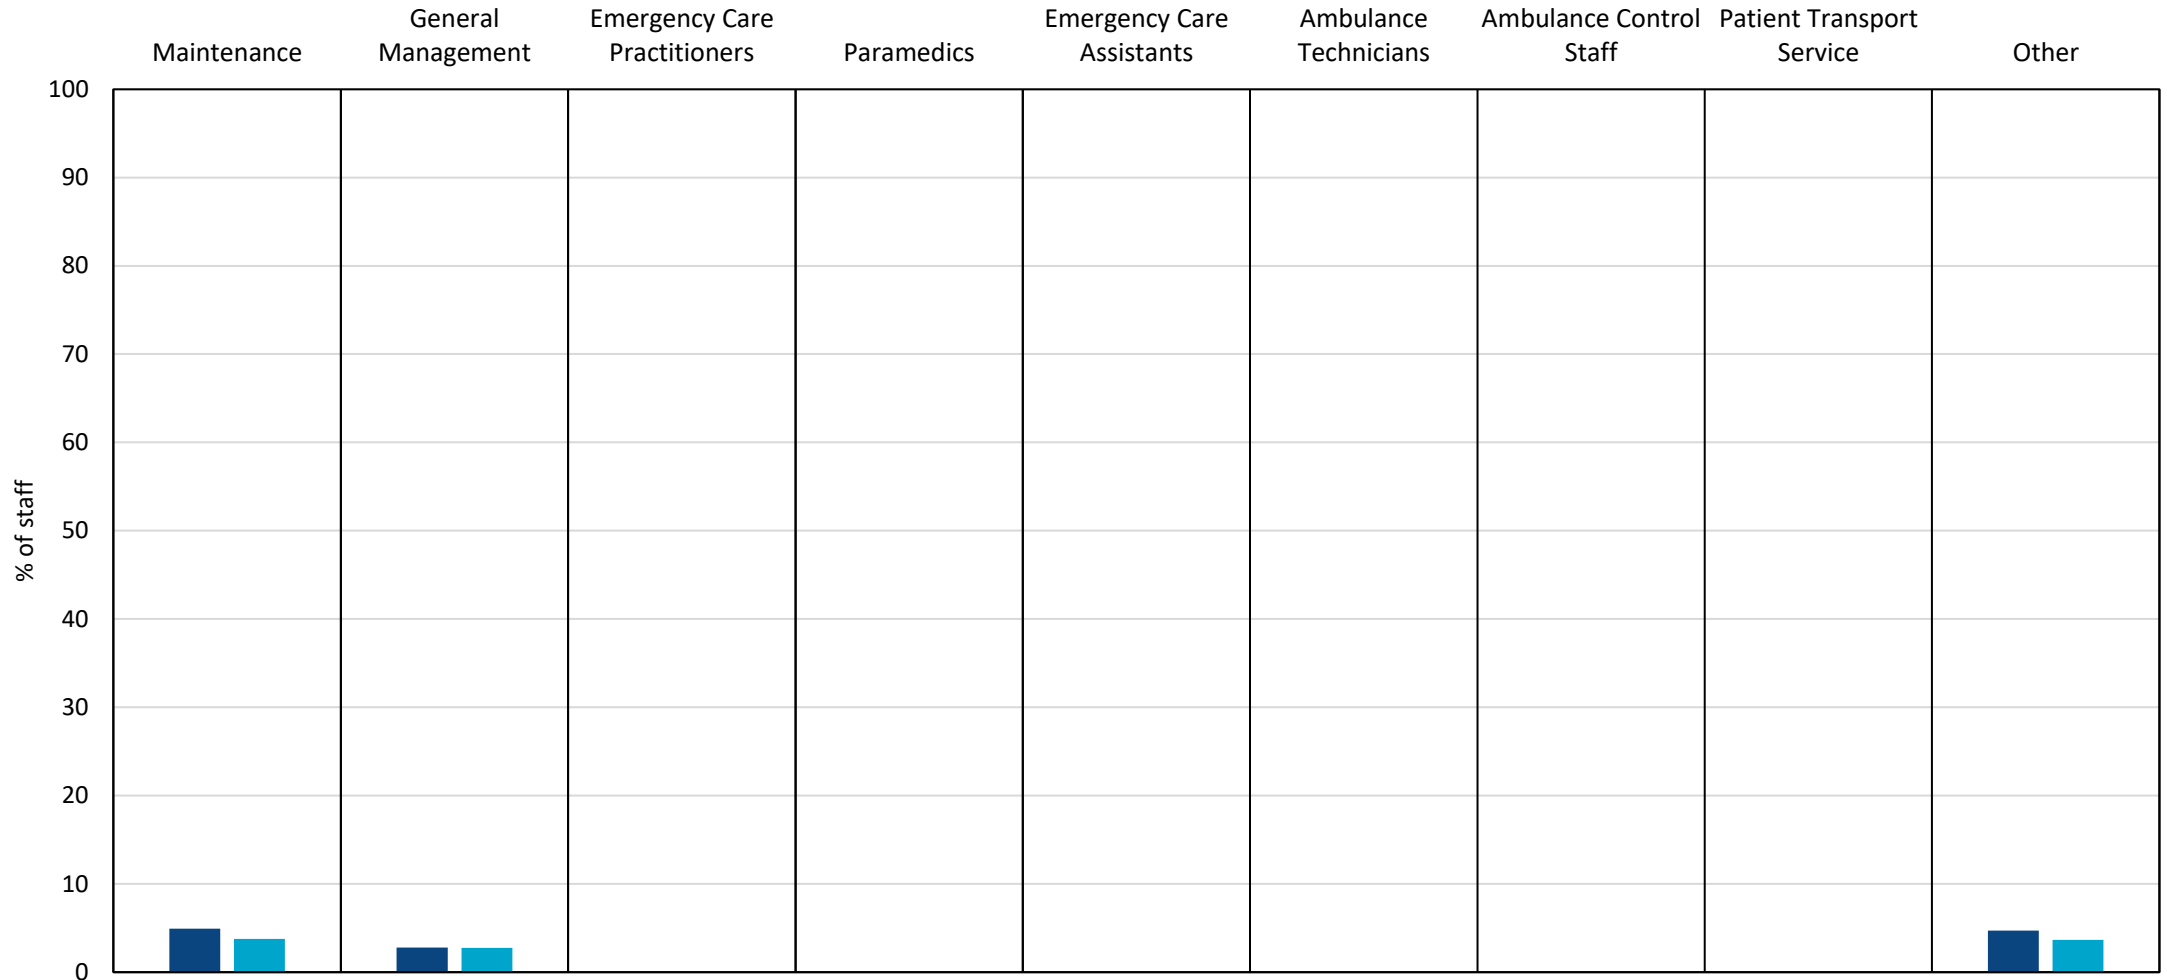 Maintenance
General
Management
Emergency Care
Practitioners
Paramedics
Emergency Care
Assistants
Ambulance
Technicians
Ambulance Control
Staff
Patient Transport
Service
Other
100
90
80
70
60
50
40
30
20
10
0
% of staff